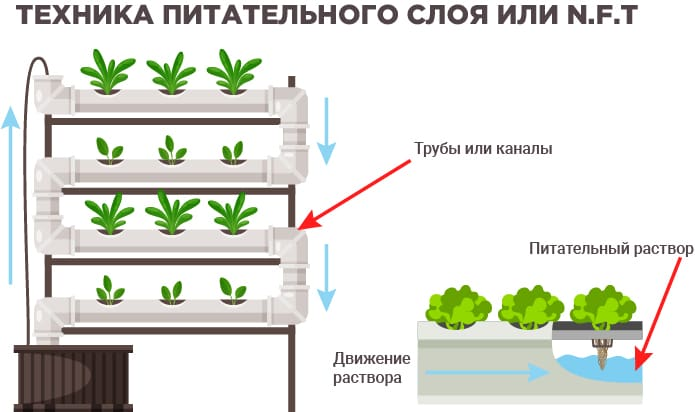 ТЕХНИКА ПИТАТЕЛЬНОГО СЛОЯ ИЛИ N.F.T
Трубы или каналы
Питательный раствор
Движение
раствора